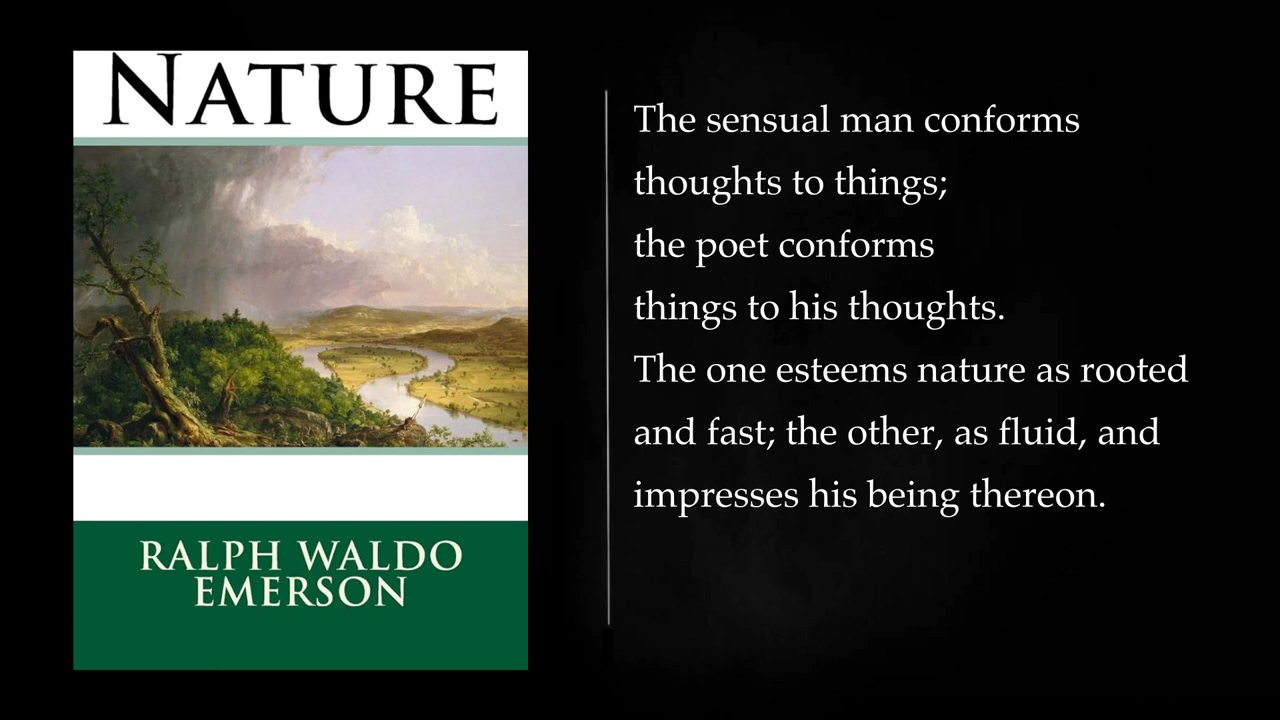 NATURE
RALPH WALDO
EMERSON
The sensual man conforms
thoughts to things;
the poet conforms
things to his thoughts.
The one esteems nature as rooted
and fast; the other, as fluid, and
impresses his being thereon.